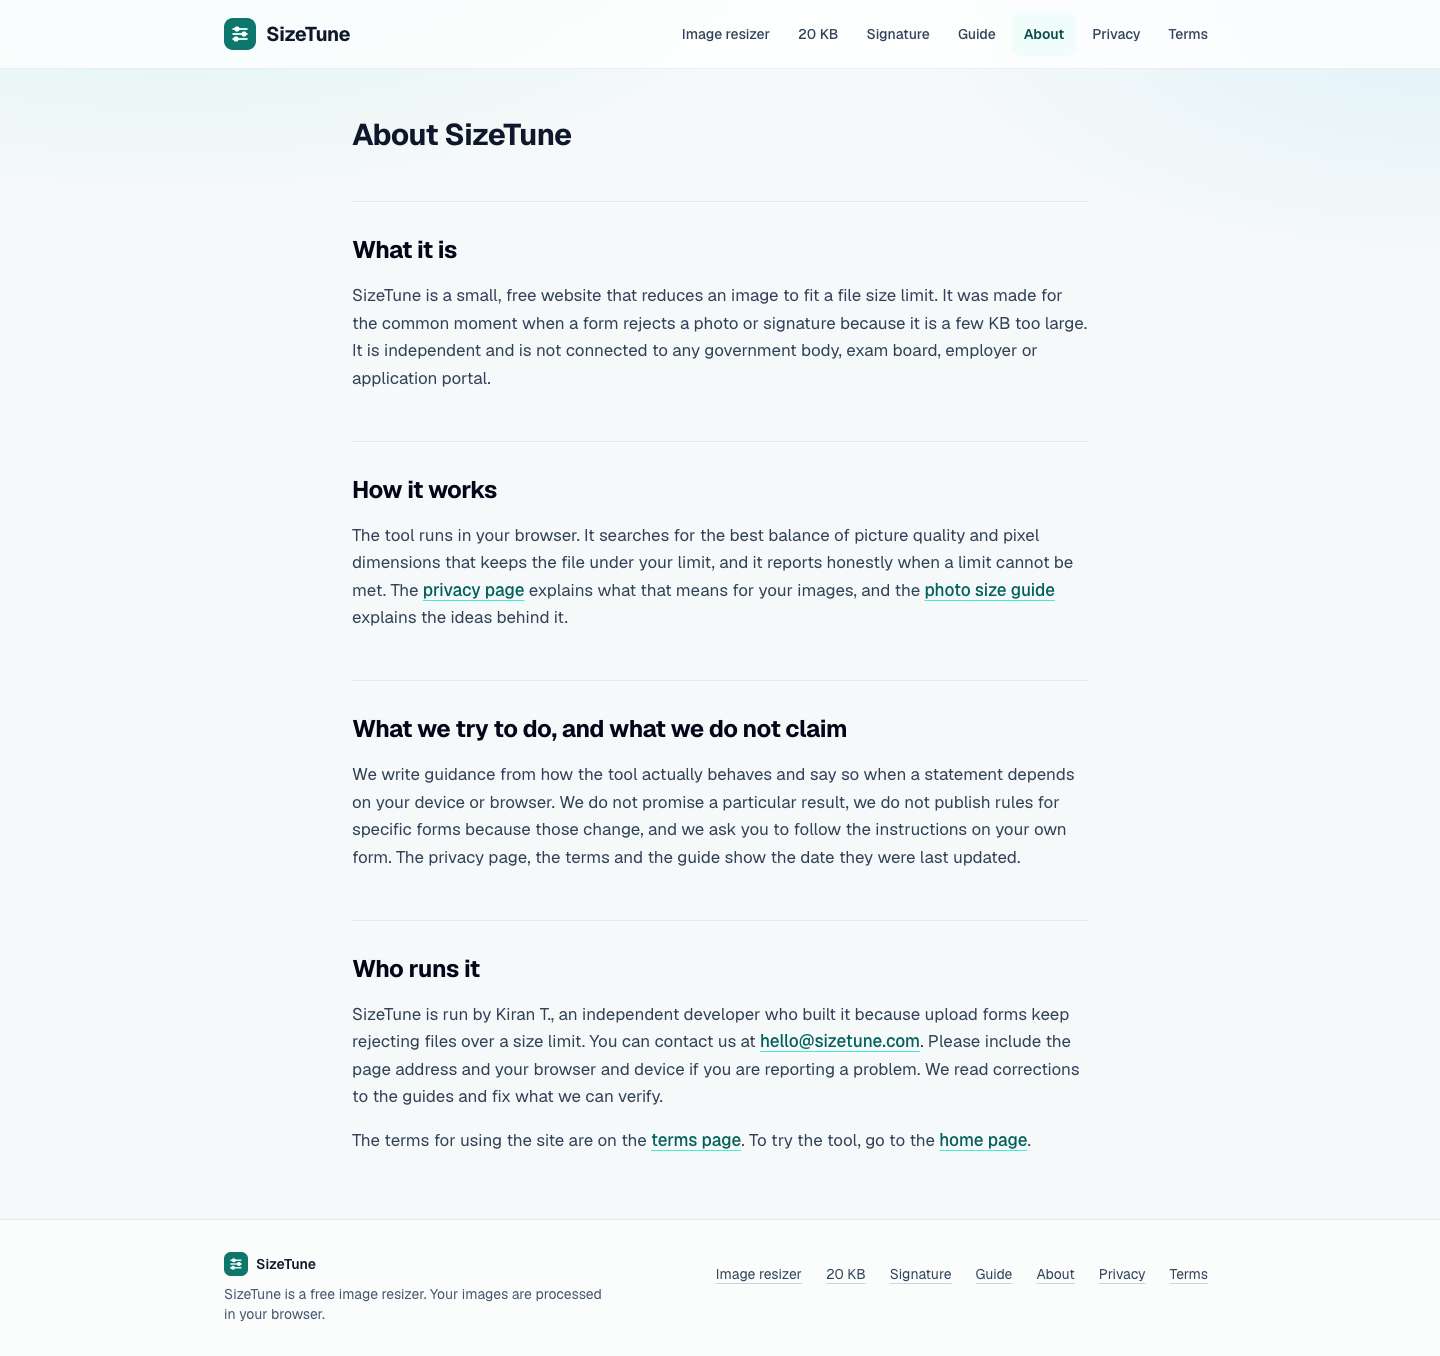 SizeTune
Image resizer 20 KB Signature Guide About Privacy Terms
About SizeTune
What it is
SizeTune is a small, free website that reduces an image to fit a file size limit. It was made for
the common moment when a form rejects a photo or signature because it is a few KB too large.
It is independent and is not connected to any government body, exam board, employer or
application portal.
How it works
The tool runs in your browser. It searches for the best balance of picture quality and pixel
dimensions that keeps the file under your limit, and it reports honestly when a limit cannot be
met. The privacy page explains what that means for your images, and the photo size guide
explains the ideas behind it.
What we try to do, and what we do not claim
We write guidance from how the tool actually behaves and say so when a statement depends
on your device or browser. We do not promise a particular result, we do not publish rules for
specific forms because those change, and we ask you to follow the instructions on your own
form. The privacy page, the terms and the guide show the date they were last updated.
Who runs it
SizeTune is run by Kiran T., an independent developer who built it because upload forms keep
rejecting files over a size limit. You can contact us at hello@sizetune.com. Please include the
page address and your browser and device if you are reporting a problem. We read corrections
to the guides and fix what we can verify.
The terms for using the site are on the terms page. To try the tool, go to the home page.
SizeTune
SizeTune is a free image resizer. Your images are processed
in your browser.
Image resizer 20 KB Signature Guide About Privacy Terms